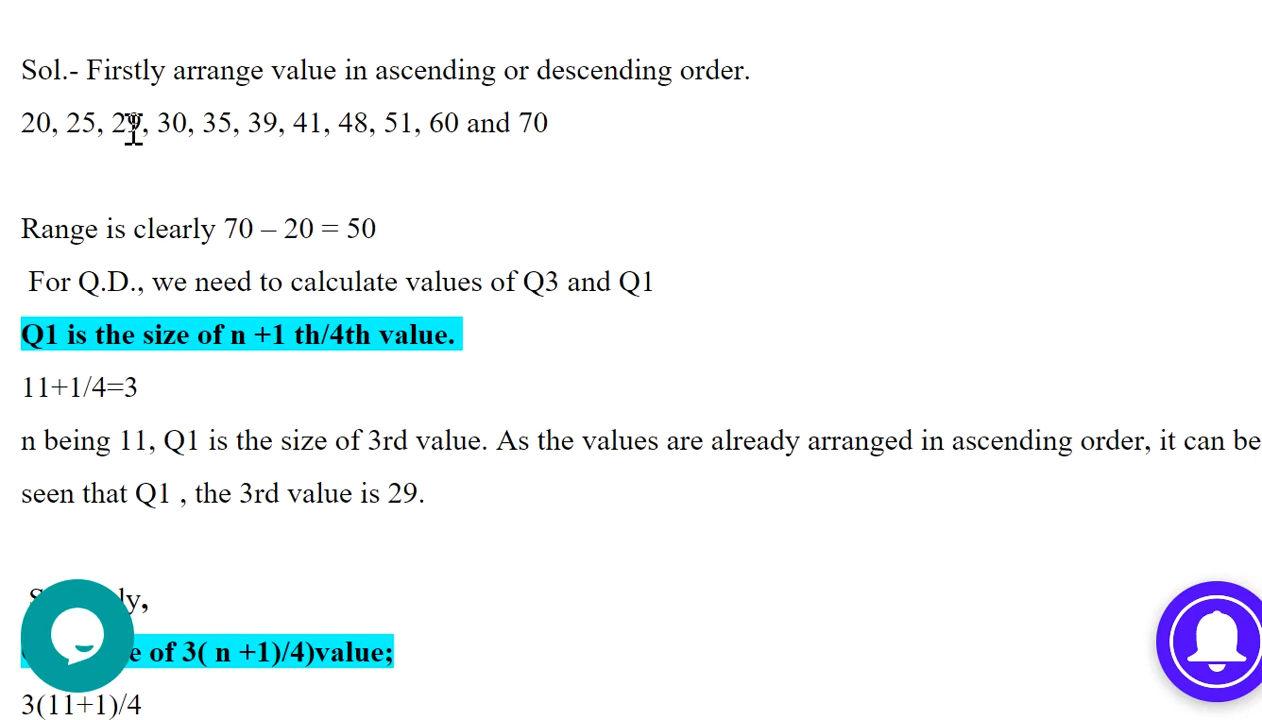 Sol.- Firstly arrange value in ascending or descending order.
20, 25, 29, 30, 35, 39, 41, 48, 51, 60 and 70
Range is clearly 70 – 20 = 50
For Q.D., we need to calculate values of Q3 and Q1
Q1 is the size of n +1 th/4th value.
11+1/4=3
n being 11, Q1 is the size of 3rd value. As the values are already arranged in ascending order, it can be
seen that Q1 , the 3rd value is 29.
of 3( n +1)/4)value;
3(11+1)/4